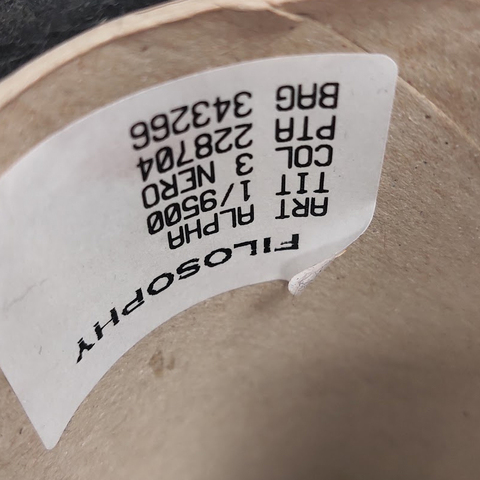 FILOSOPHY
ART ALPHA
TIT 1/9500
COL 3 NERO
PTA 228704
BAG 343266